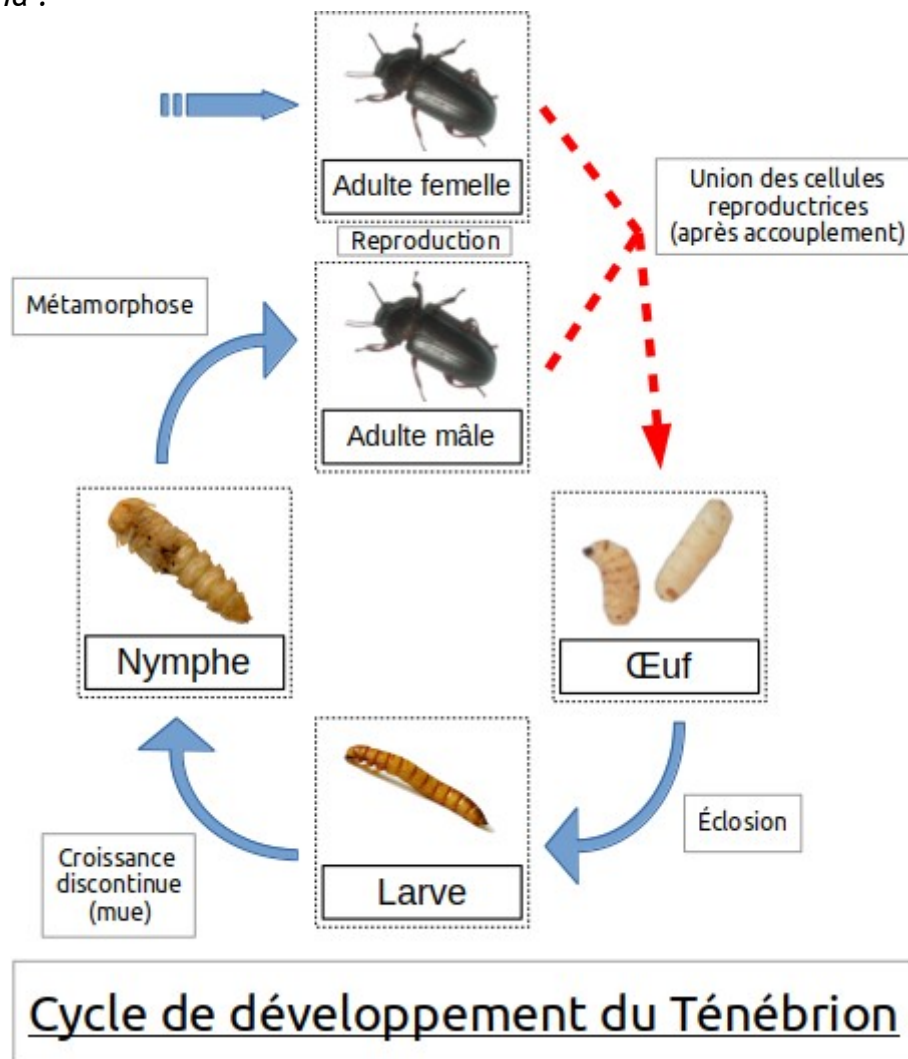 Adulte femelle
Union des cellules
reproductrices
(après accouplement)
Reproduction
Métamorphose
Adulte mâle
Nymphe
Œuf
Éclosion
Croissance
discontinue
(mue)
Larve
Cycle de développement du Ténébrion